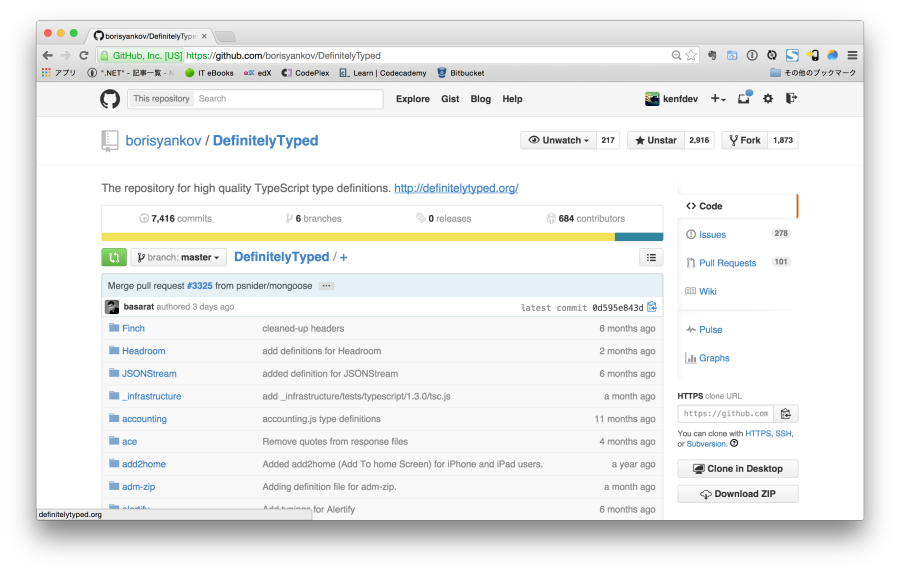 borisyankov/DefinitelyType
GitHub, Inc. [US] https://github.com/borisyankov/DefinitelyTyped
アプリ ".NET" - 記事一覧 - IT eBooks edX CodePlex Learn | Codecademy Bitbucket その他のブックマーク
This repository Search Explore Gist Blog Help kenfdev
borisyankov / DefinitelyTyped Unwatch 217 Unstar 2,916 Fork 1,873
The repository for high quality TypeScript type definitions. http://definitelytyped.org/
7,416 commits 6 branches 0 releases 684 contributors
branch: master DefinitelyTyped / +
Merge pull request #3325 from psnider/mongoose ...
basarat authored 3 days ago latest commit 0d595e843d
Finch cleaned-up headers 6 months ago
Headroom add definitions for Headroom 2 months ago
JSONStream added definition for JSONStream 6 months ago
_infrastructure add _infrastructure/tests/typescript/1.3.0/tsc.js a month ago
accounting accounting.js type definitions 11 months ago
ace Remove quotes from response files 4 months ago
add2home Added add2home (Add To home Screen) for iPhone and iPad users. a year ago
adm-zip Adding definition file for adm-zip. a month ago
alertify Add typings for Alertify 6 months ago
Code
Issues 278
Pull Requests 101
Wiki
Pulse
Graphs
HTTPS clone URL
https://github.com
You can clone with HTTPS, SSH,
or Subversion.
Clone in Desktop
Download ZIP
definitelytyped.org